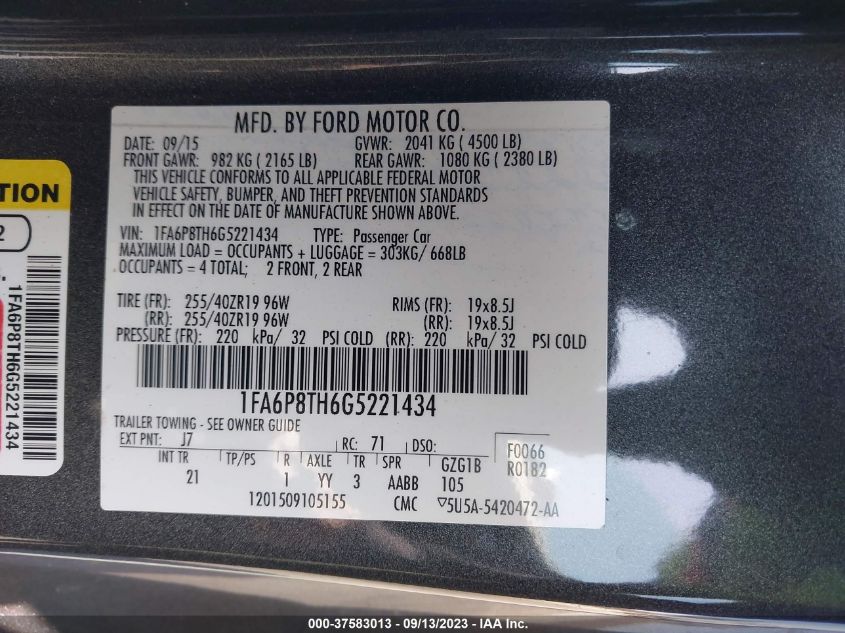 MFD. BY FORD MOTOR CO.
DATE: 09/15 GVWR: 2041 KG ( 4500 LB)
FRONT GAWR: 982 KG ( 2165 LB) REAR GAWR: 1080 KG ( 2380 LB)
THIS VEHICLE CONFORMS TO ALL APPLICABLE FEDERAL MOTOR
VEHICLE SAFETY, BUMPER, AND THEFT PREVENTION STANDARDS
IN EFFECT ON THE DATE OF MANUFACTURE SHOWN ABOVE.
VIN: 1FA6P8TH6G5221434 TYPE: Passenger Car
MAXIMUM LOAD = OCCUPANTS + LUGGAGE = 303KG/ 668LB
OCCUPANTS = 4 TOTAL; 2 FRONT, 2 REAR
TIRE (FR): 255/40ZR19 96W RIMS (FR): 19x8.5J
(RR): 255/40ZR19 96W (RR): 19x8.5J
PRESSURE (FR): 220 kPa/ 32 PSI COLD (RR): 220 kPa/ 32 PSI COLD
1FA6P8TH6G5221434
TRAILER TOWING - SEE OWNER GUIDE
EXT PNT: J7 RC: 71 DSO: F0066
INT TR TP/PS R AXLE TR SPR GZG1B R0182
21 1 YY 3 AABB 105
1201509105155 CMC 5U5A-5420472-AA
TION
2
1FA6P8TH6G5221434
000-37583013 - 09/13/2023 - IAA Inc.